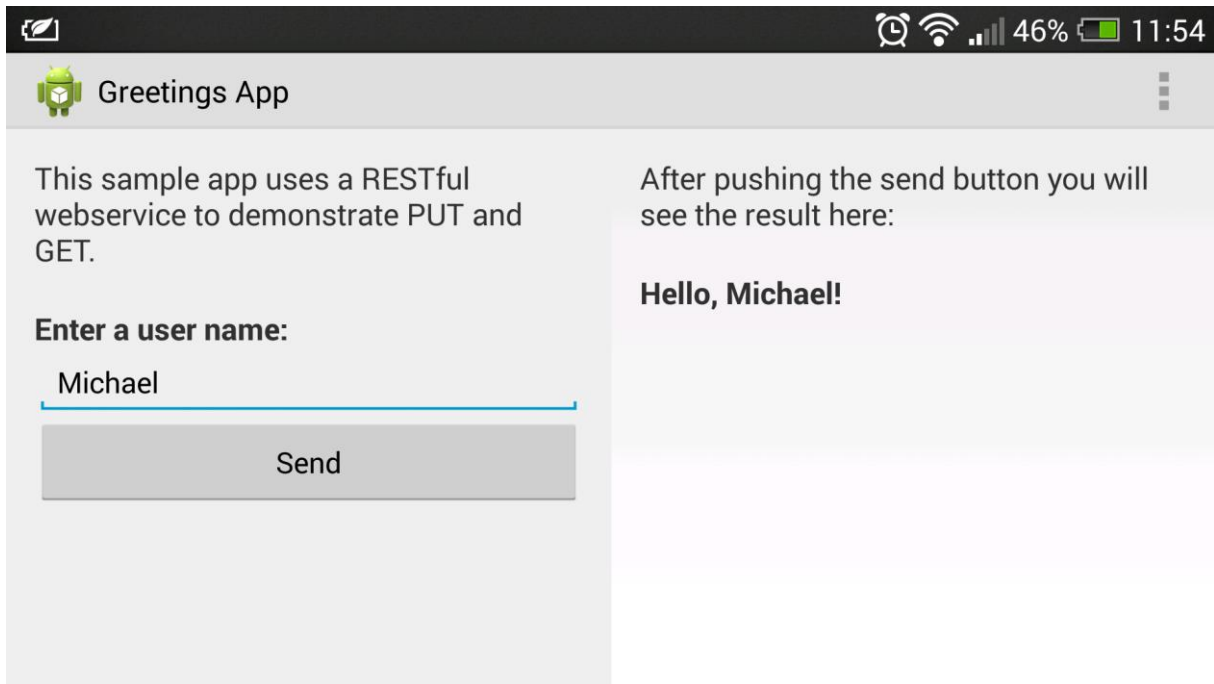 46% 11:54
Greetings App
This sample app uses a RESTful
webservice to demonstrate PUT and
GET.
Enter a user name:
Michael
Send
After pushing the send button you will
see the result here:
Hello, Michael!